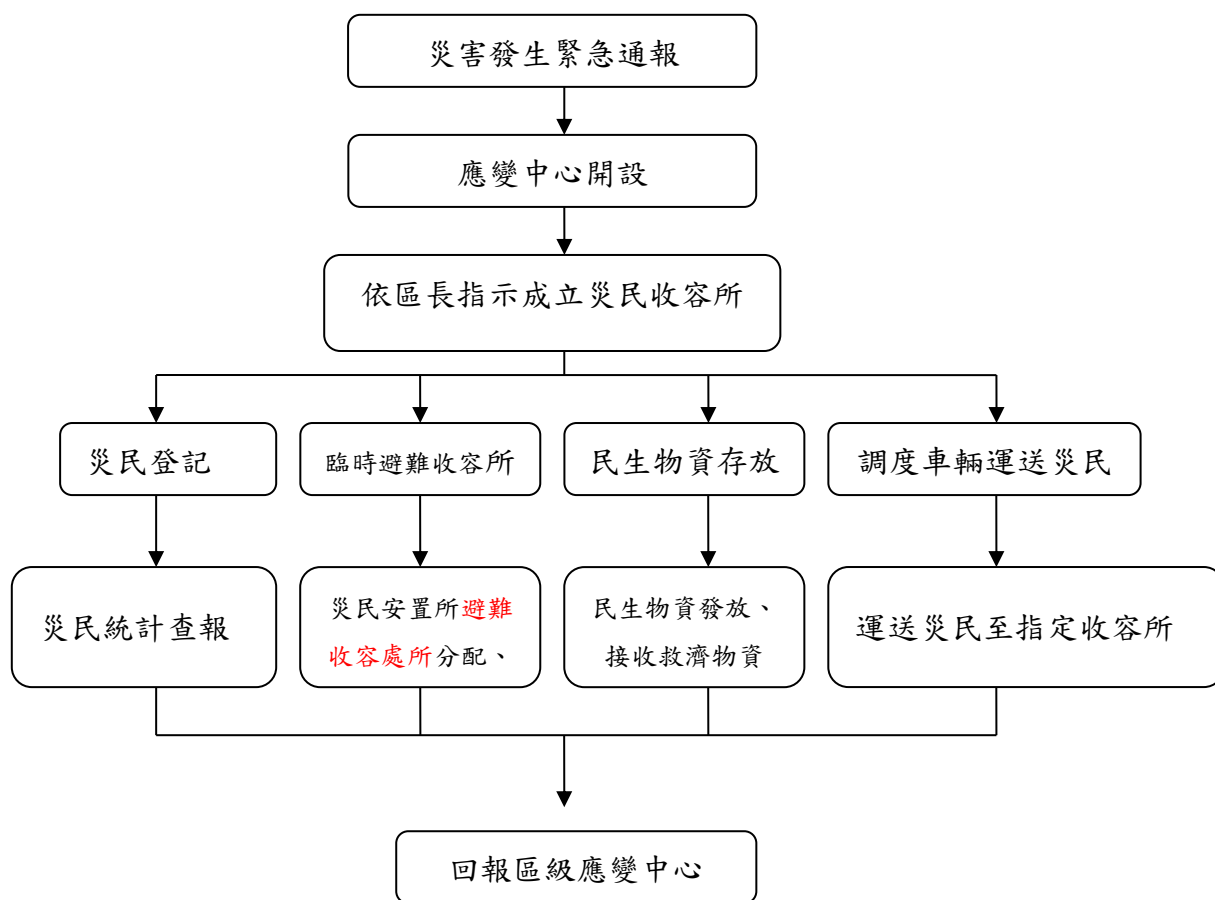 災害發生緊急通報
應變中心開設
依區長指示成立災民收容所
災民登記
臨時避難收容所
民生物資存放
調度車輛運送災民
災民統計查報
災民安置所避難
收容處所分配、
民生物資發放、
接收救濟物資
運送災民至指定收容所
回報區級應變中心